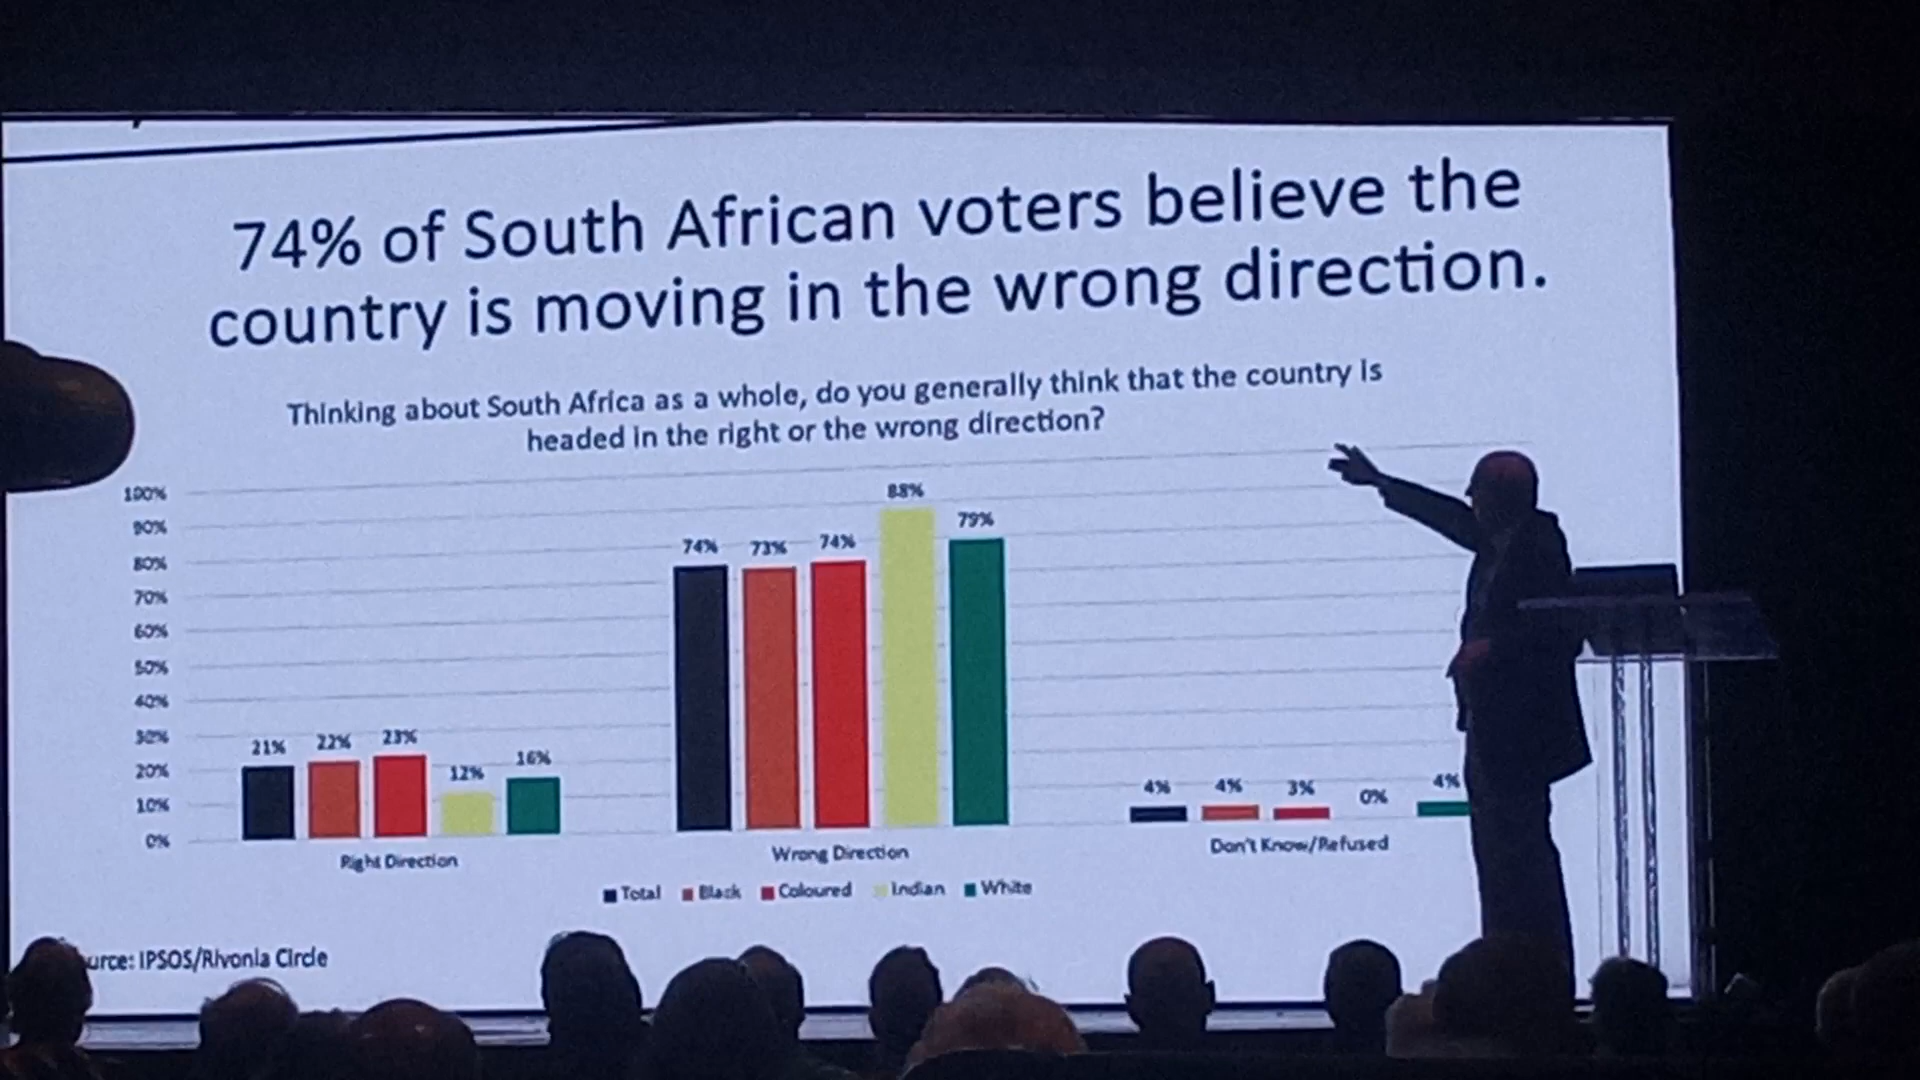 74% of South African voters believe the
country is moving in the wrong direction.
Thinking about South Africa as a whole, do you generally think that the country is
headed in the right or the wrong direction?
100%
90%
80%
70%
60%
50%
40%
30%
20%
10%
0%
21% 22% 23% 12% 16%
74% 73% 74% 88% 79%
4% 4% 3% 0% 4%
Right Direction
Wrong Direction
Don't Know/Refused
Total Black Coloured Indian White
urce: IPSOS/Rivonia Circle